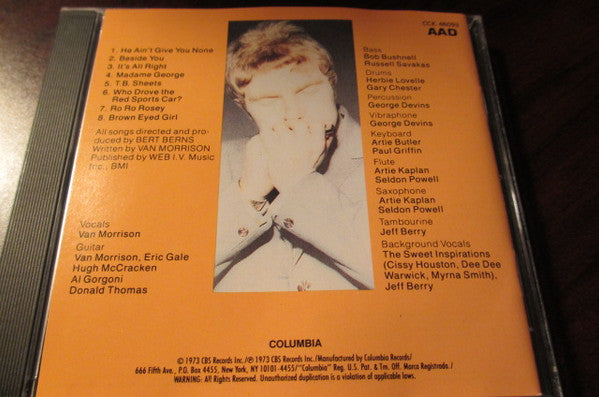 CCK 46093
AAD
1. He Ain't Give You None
2. Beside You
3. It's All Right
4. Madame George
5. T.B. Sheets
6. Who Drove the
Red Sports Car?
7. Ro Ro Rosey
8. Brown Eyed Girl
All songs directed and pro-
duced by BERT BERNS
Written by VAN MORRISON
Published by WEB I.V. Music
Inc., BMI
Vocals
Van Morrison
Guitar
Van Morrison, Eric Gale
Hugh McCracken
Al Gorgoni
Donald Thomas
Bass
Bob Bushnell
Russell Savakas
Drums
Herbie Lovelle
Gary Chester
Percussion
George Devins
Vibraphone
George Devins
Keyboard
Artie Butler
Paul Griffin
Flute
Artie Kaplan
Seldon Powell
Saxophone
Artie Kaplan
Seldon Powell
Tambourine
Jeff Berry
Background Vocals
The Sweet Inspirations
(Cissy Houston, Dee Dee
Warwick, Myrna Smith),
Jeff Berry
COLUMBIA
© 1973 CBS Records Inc./℗ 1973 CBS Records Inc./Manufactured by Columbia Records/
666 Fifth Ave., P.O. Box 4455, New York, NY 10101-4455/"Columbia" Reg. U.S. Pat. & Tm. Off. Marca Registrada./
WARNING: All Rights Reserved. Unauthorized duplication is a violation of applicable laws.